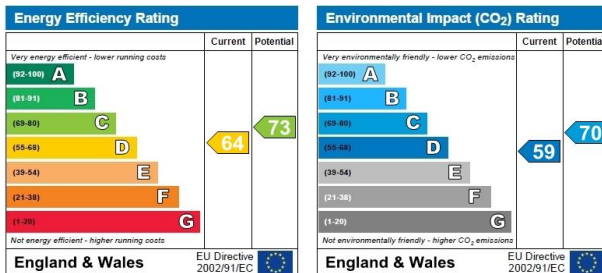 Energy Efficiency Rating
Current Potential
Very energy efficient - lower running costs
(92-100) A
(81-91) B
(69-80) C
(55-68) D
(39-54) E
(21-38) F
(1-20) G
64
73
Not energy efficient - higher running costs
England & Wales
EU Directive
2002/91/EC
Environmental Impact (CO₂) Rating
Current Potential
Very environmentally friendly - lower CO₂ emissions
(92-100) A
(81-91) B
(69-80) C
(55-68) D
(39-54) E
(21-38) F
(1-20) G
59
70
Not environmentally friendly - higher CO₂ emissions
England & Wales
EU Directive
2002/91/EC